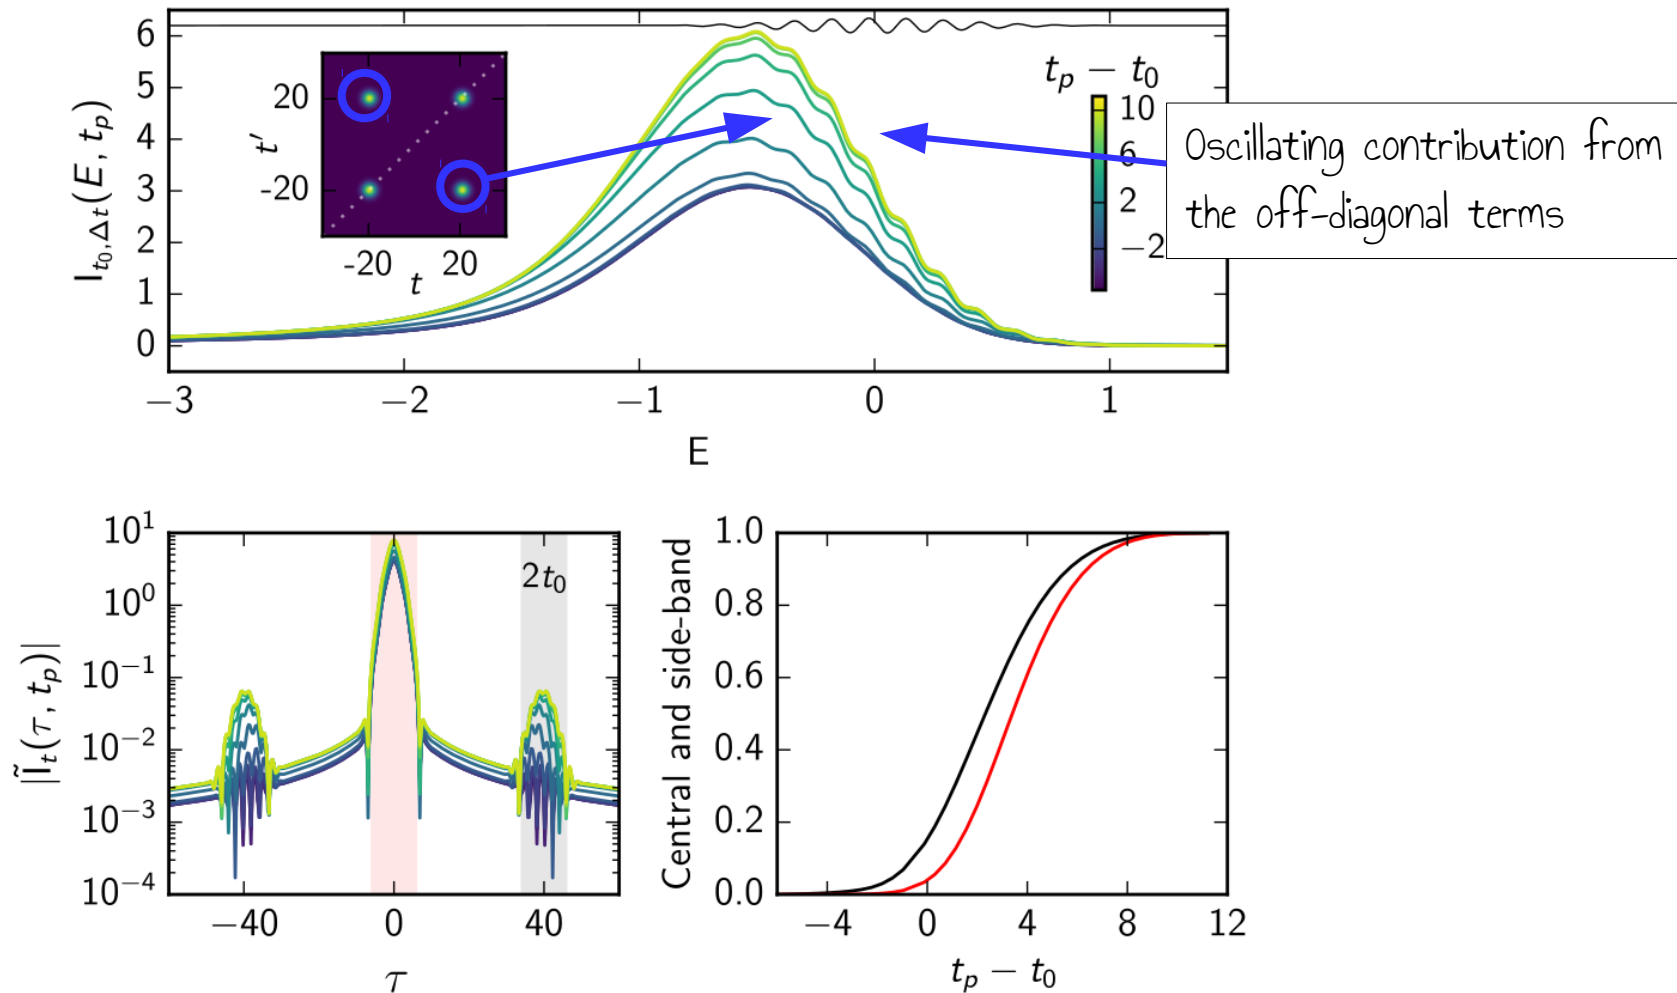 6
5
4
3
2
1
0
I_{t_0,Δt}(E, t_p)
20
-20
t′
-20 20
t
t_p − t_0
10
6
2
−2
Oscillating contribution from
the off-diagonal terms
−3 −2 −1 0 1
E
10^1
10^0
10^{−1}
10^{−2}
10^{−3}
10^{−4}
|Ĩ_t(τ, t_p)|
2t_0
−40 0 40
τ
1.0
0.8
0.6
0.4
0.2
0.0
Central and side-band
−4 0 4 8 12
t_p − t_0